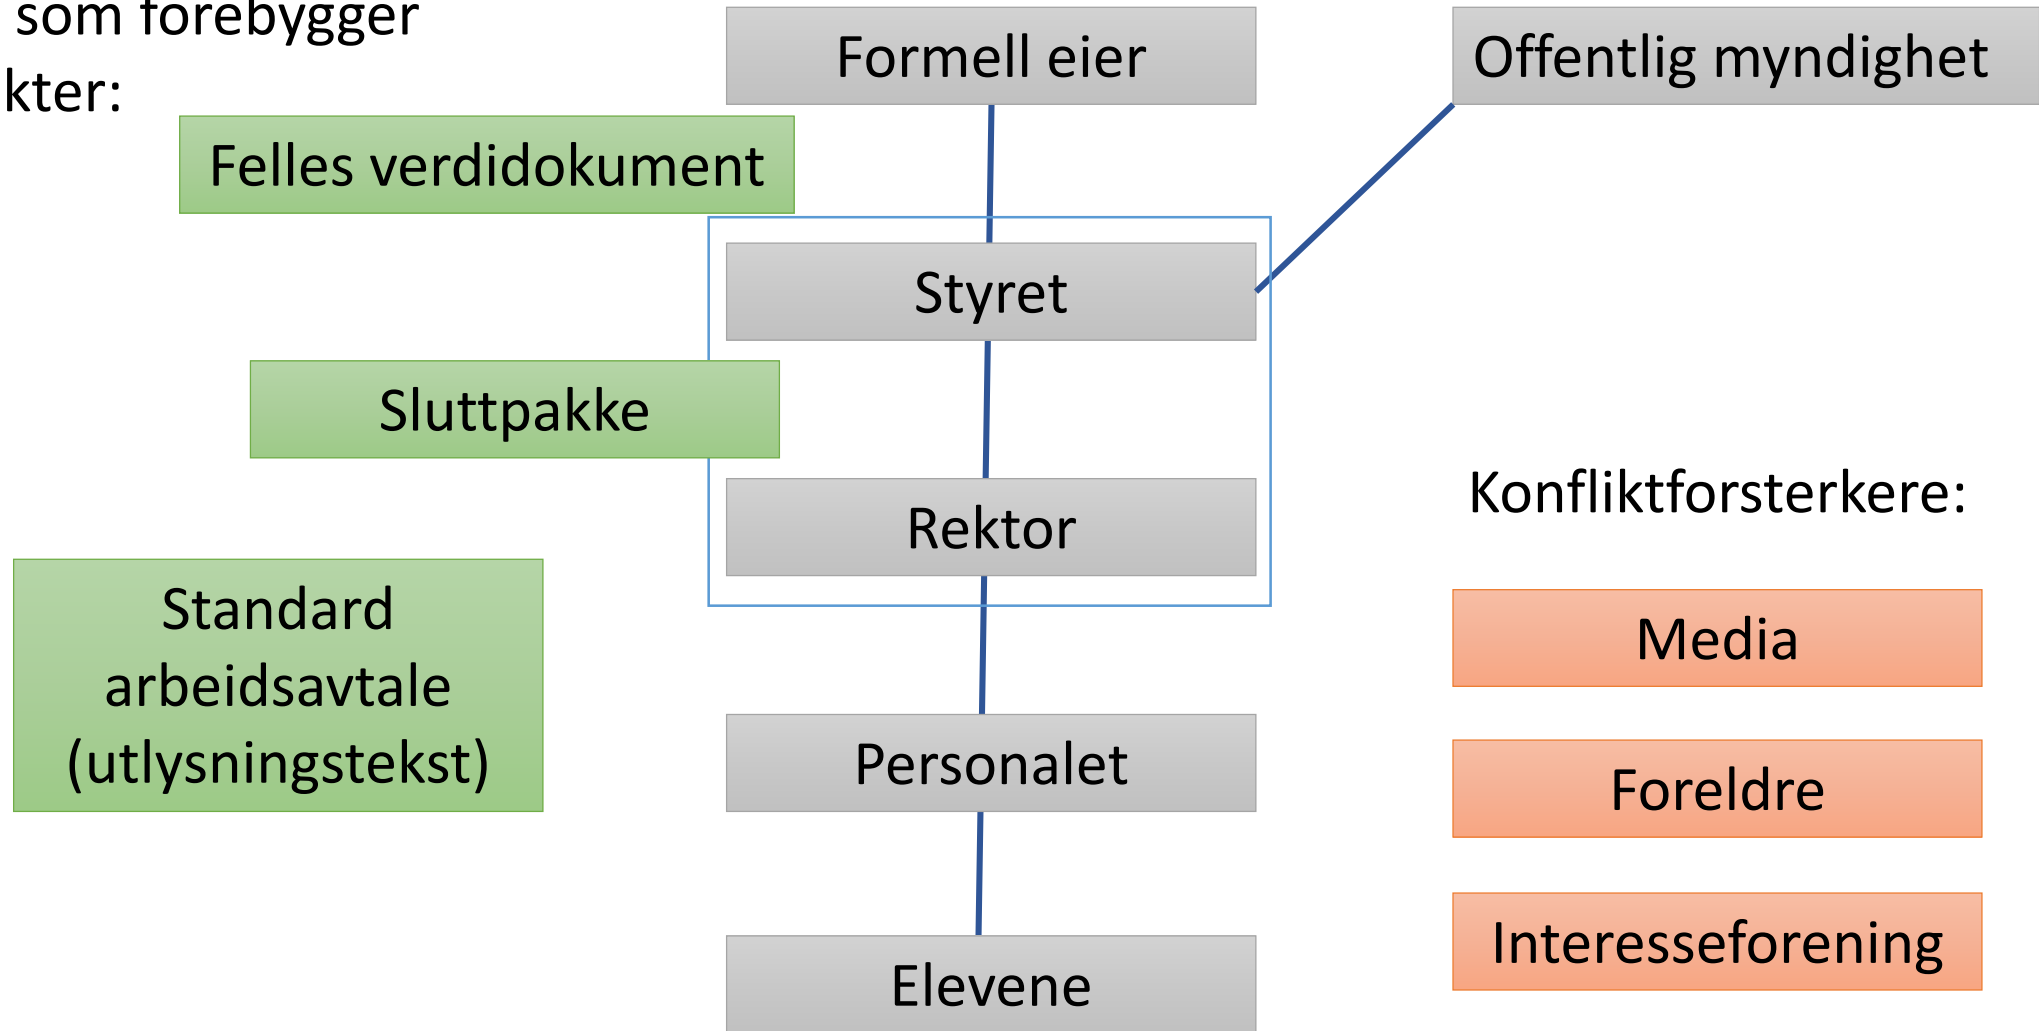 som forebygger
kter:
Formell eier
Offentlig myndighet
Felles verdidokument
Styret
Sluttpakke
Rektor
Konfliktforsterkere:
Standard
arbeidsavtale
(utlysningstekst)
Media
Personalet
Foreldre
Interesseforening
Elevene